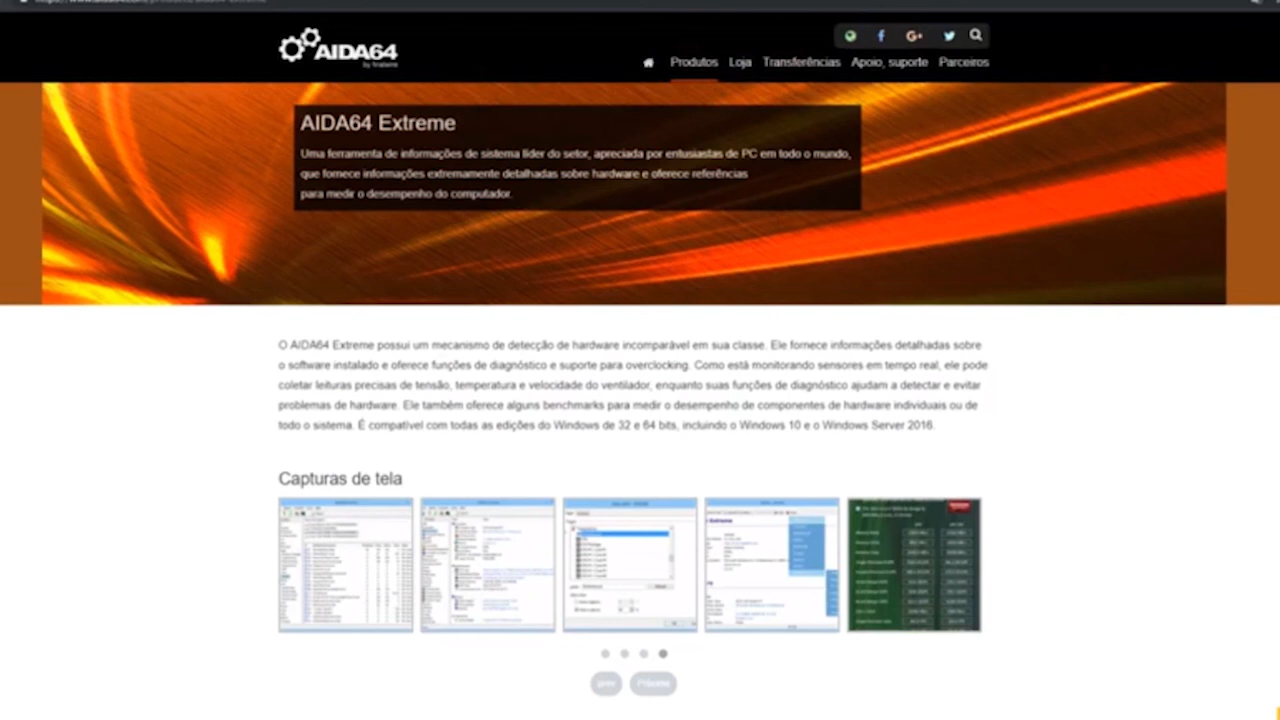 AIDA64
by finalwire
Produtos Loja Transferências Apoio, suporte Parceiros
AIDA64 Extreme
Uma ferramenta de informações de sistema líder do setor, apreciada por entusiastas de PC em todo o mundo,
que fornece informações extremamente detalhadas sobre hardware e oferece referências
para medir o desempenho do computador.
O AIDA64 Extreme possui um mecanismo de detecção de hardware incomparável em sua classe. Ele fornece informações detalhadas sobre
o software instalado e oferece funções de diagnóstico e suporte para overclocking. Como está monitorando sensores em tempo real, ele pode
coletar leituras precisas de tensão, temperatura e velocidade do ventilador, enquanto suas funções de diagnóstico ajudam a detectar e evitar
problemas de hardware. Ele também oferece alguns benchmarks para medir o desempenho de componentes de hardware individuais ou de
todo o sistema. É compatível com todas as edições do Windows de 32 e 64 bits, incluindo o Windows 10 e o Windows Server 2016.
Capturas de tela
prev